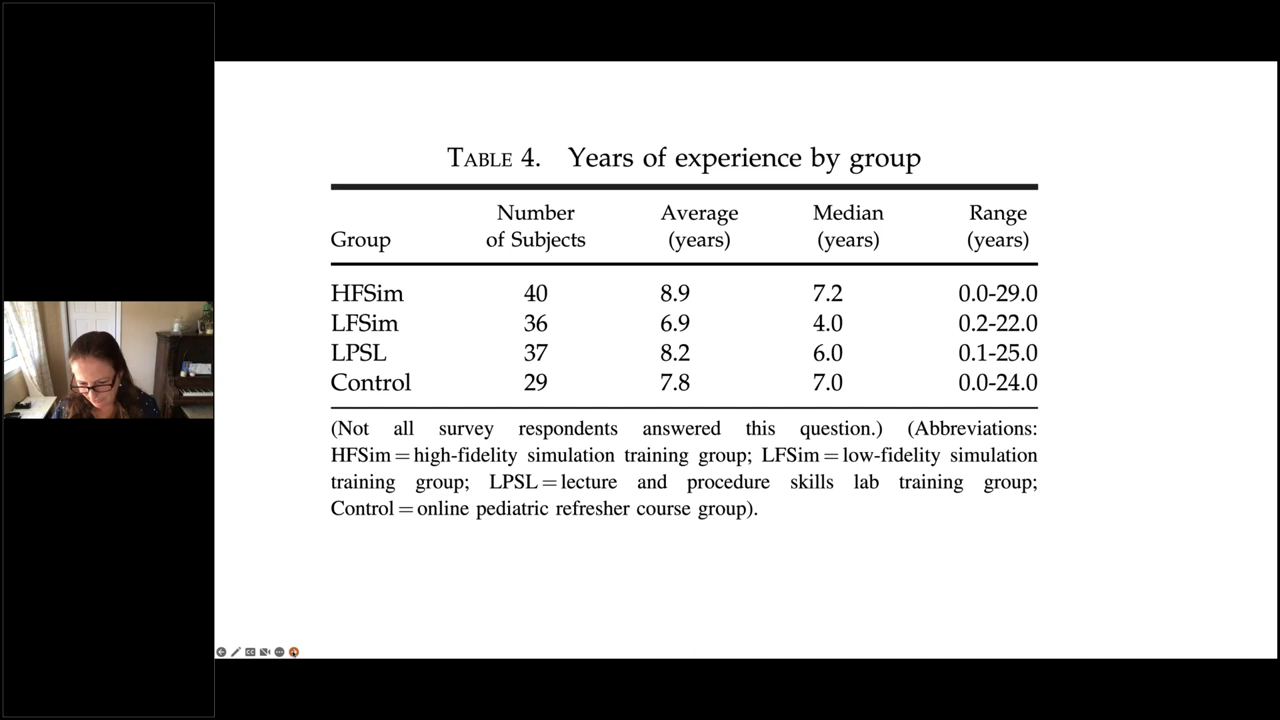 TABLE 4. Years of experience by group
Group Number of Subjects Average (years) Median (years) Range (years)
HFSim 40 8.9 7.2 0.0-29.0
LFSim 36 6.9 4.0 0.2-22.0
LPSL 37 8.2 6.0 0.1-25.0
Control 29 7.8 7.0 0.0-24.0
(Not all survey respondents answered this question.) (Abbreviations:
HFSim=high-fidelity simulation training group; LFSim=low-fidelity simulation
training group; LPSL=lecture and procedure skills lab training group;
Control=online pediatric refresher course group).